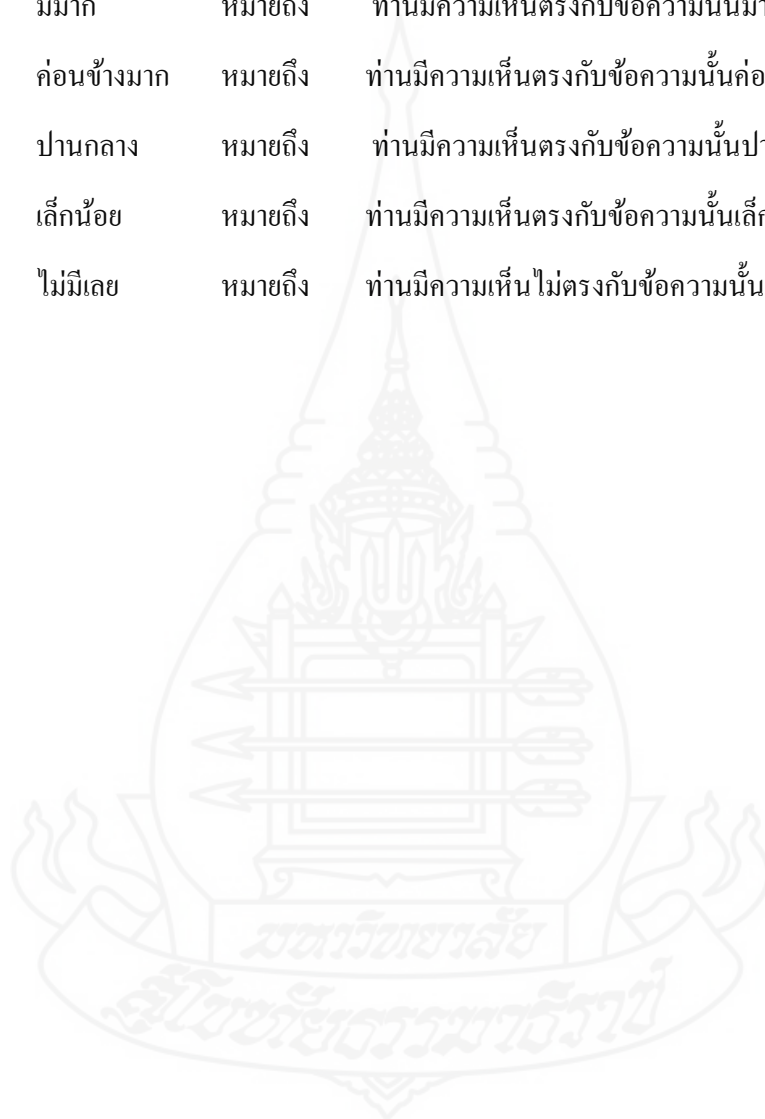 มีมาก หมายถึง ท่านมีความเห็นตรงกับข้อความนั้นมา
ค่อนข้างมาก หมายถึง ท่านมีความเห็นตรงกับข้อความนั้นค่อ
ปานกลาง หมายถึง ท่านมีความเห็นตรงกับข้อความนั้นปา
เล็กน้อย หมายถึง ท่านมีความเห็นตรงกับข้อความนั้นเล็ก
ไม่มีเลย หมายถึง ท่านมีความเห็นไม่ตรงกับข้อความนั้น
มหาวิทยาลัย
สุโขทัยธรรมาธิราช